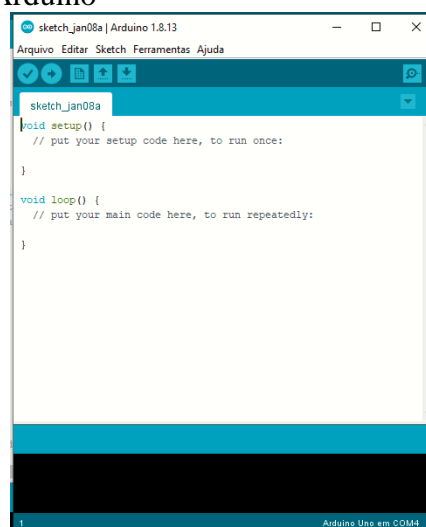 Arduino
sketch_jan08a | Arduino 1.8.13
Arquivo Editar Sketch Ferramentas Ajuda
sketch_jan08a
void setup() {
// put your setup code here, to run once:
}
void loop() {
// put your main code here, to run repeatedly:
}
1
Arduino Uno em COM4